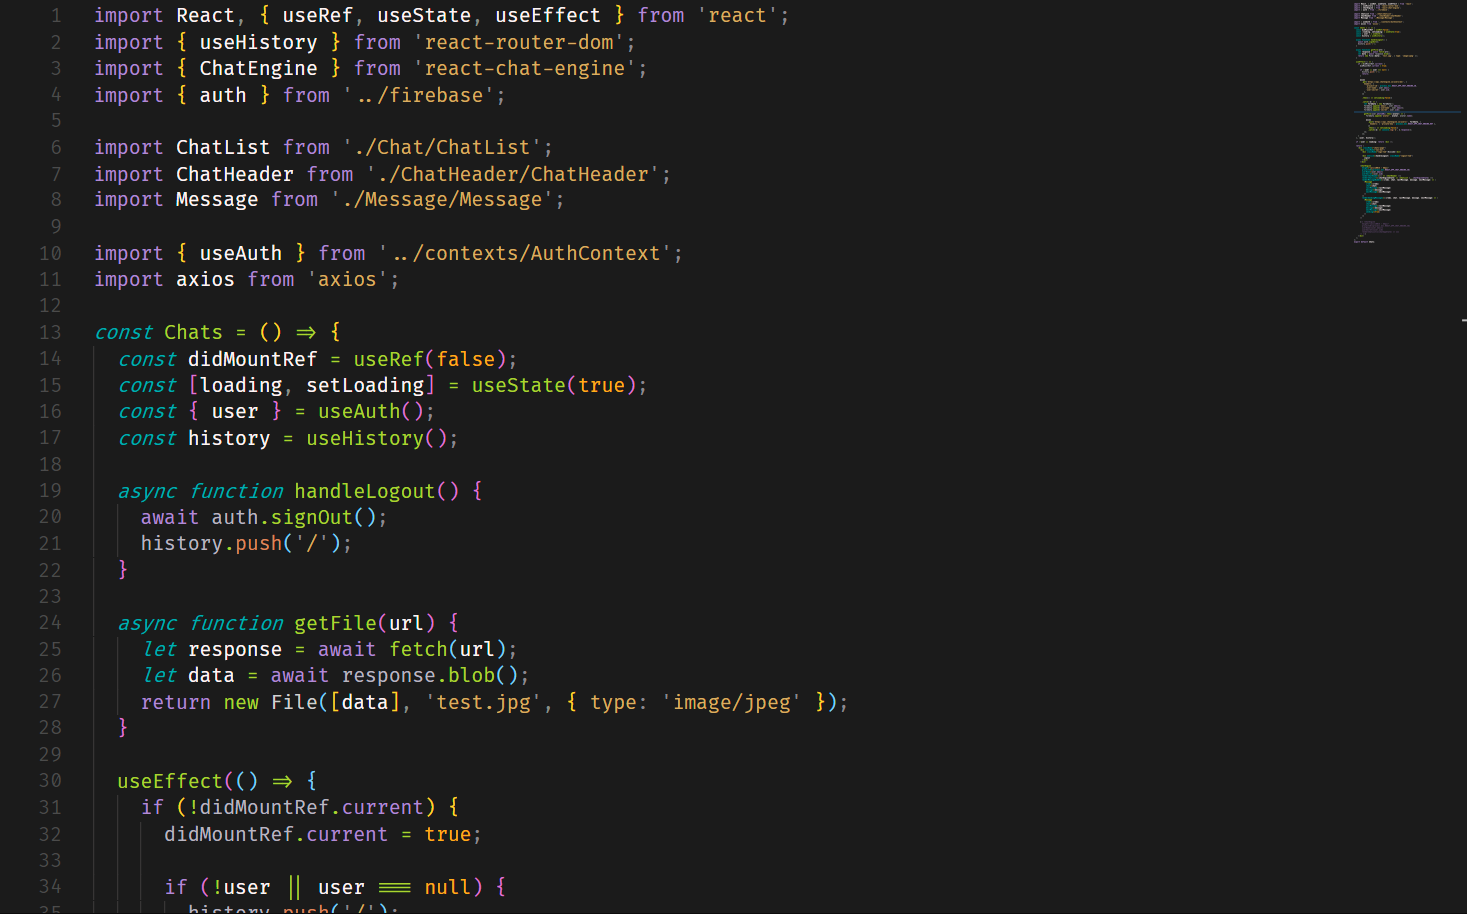 1 import React, { useRef, useState, useEffect } from 'react';
2 import { useHistory } from 'react-router-dom';
3 import { ChatEngine } from 'react-chat-engine';
4 import { auth } from '../firebase';
5
6 import ChatList from './Chat/ChatList';
7 import ChatHeader from './ChatHeader/ChatHeader';
8 import Message from './Message/Message';
9
10 import { useAuth } from '../contexts/AuthContext';
11 import axios from 'axios';
12
13 const Chats = () => {
14   const didMountRef = useRef(false);
15   const [loading, setLoading] = useState(true);
16   const { user } = useAuth();
17   const history = useHistory();
18
19   async function handleLogout() {
20     await auth.signOut();
21     history.push('/');
22   }
23
24   async function getFile(url) {
25     let response = await fetch(url);
26     let data = await response.blob();
27     return new File([data], 'test.jpg', { type: 'image/jpeg' });
28   }
29
30   useEffect(() => {
31     if (!didMountRef.current) {
32       didMountRef.current = true;
33
34       if (!user || user === null) {
35         history.push('/');